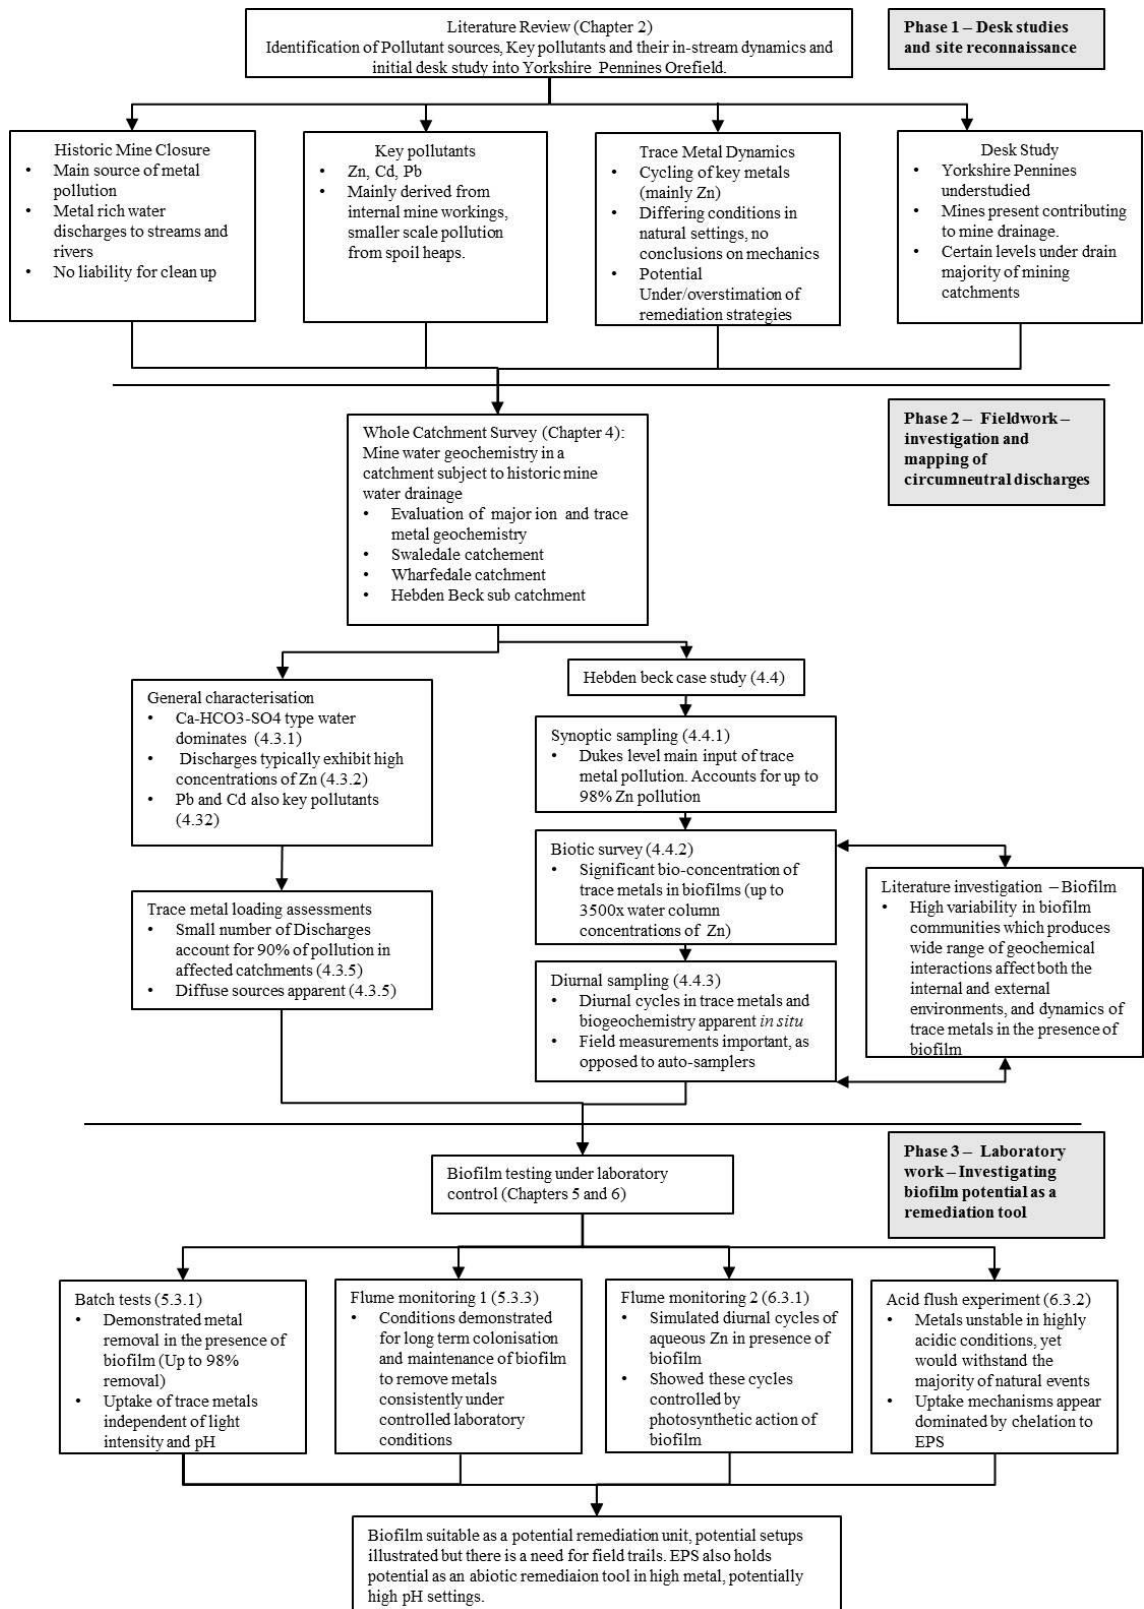 Literature Review (Chapter 2)
Identification of Pollutant sources, Key pollutants and their in-stream dynamics and
initial desk study into Yorkshire Pennines Orefield.
Phase 1 – Desk studies
and site reconnaissance
Historic Mine Closure
• Main source of metal
pollution
• Metal rich water
discharges to streams and
rivers
• No liability for clean up
Key pollutants
• Zn, Cd, Pb
• Mainly derived from
internal mine workings,
smaller scale pollution
from spoil heaps.
Trace Metal Dynamics
• Cycling of key metals
(mainly Zn)
• Differing conditions in
natural settings, no
conclusions on mechanics
• Potential
Under/overstimation of
remediation strategies
Desk Study
• Yorkshire Pennines
understudied
• Mines present contributing
to mine drainage.
• Certain levels under drain
majority of mining
catchments
Phase 2 – Fieldwork –
investigation and
mapping of
circumneutral discharges
Whole Catchment Survey (Chapter 4):
Mine water geochemistry in a
catchment subject to historic mine
water drainage
• Evaluation of major ion and trace
metal geochemistry
• Swaledale catchement
• Wharfedale catchment
• Hebden Beck sub catchment
General characterisation
• Ca-HCO3-SO4 type water
dominates (4.3.1)
• Discharges typically exhibit high
concentrations of Zn (4.3.2)
• Pb and Cd also key pollutants
(4.32)
Trace metal loading assessments
• Small number of Discharges
account for 90% of pollution in
affected catchments (4.3.5)
• Diffuse sources apparent (4.3.5)
Hebden beck case study (4.4)
Synoptic sampling (4.4.1)
• Dukes level main input of trace
metal pollution. Accounts for up to
98% Zn pollution
Biotic survey (4.4.2)
• Significant bio-concentration of
trace metals in biofilms (up to
3500x water column
concentrations of Zn)
Diurnal sampling (4.4.3)
• Diurnal cycles in trace metals and
biogeochemistry apparent in situ
• Field measurements important, as
opposed to auto-samplers
Literature investigation – Biofilm
• High variability in biofilm
communities which produces
wide range of geochemical
interactions affect both the
internal and external
environments, and dynamics of
trace metals in the presence of
biofilm
Phase 3 – Laboratory
work – Investigating
biofilm potential as a
remediation tool
Biofilm testing under laboratory
control (Chapters 5 and 6)
Batch tests (5.3.1)
• Demonstrated metal
removal in the presence of
biofilm (Up to 98%
removal)
• Uptake of trace metals
independent of light
intensity and pH
Flume monitoring 1 (5.3.3)
• Conditions demonstrated
for long term colonisation
and maintenance of biofilm
to remove metals
consistently under
controlled laboratory
conditions
Flume monitoring 2 (6.3.1)
• Simulated diurnal cycles of
aqueous Zn in presence of
biofilm
• Showed these cycles
controlled by
photosynthetic action of
biofilm
Acid flush experiment (6.3.2)
• Metals unstable in highly
acidic conditions, yet
would withstand the
majority of natural events
• Uptake mechanisms appear
dominated by chelation to
EPS
Biofilm suitable as a potential remediation unit, potential setups
illustrated but there is a need for field trails. EPS also holds
potential as an abiotic remediaion tool in high metal, potentially
high pH settings.